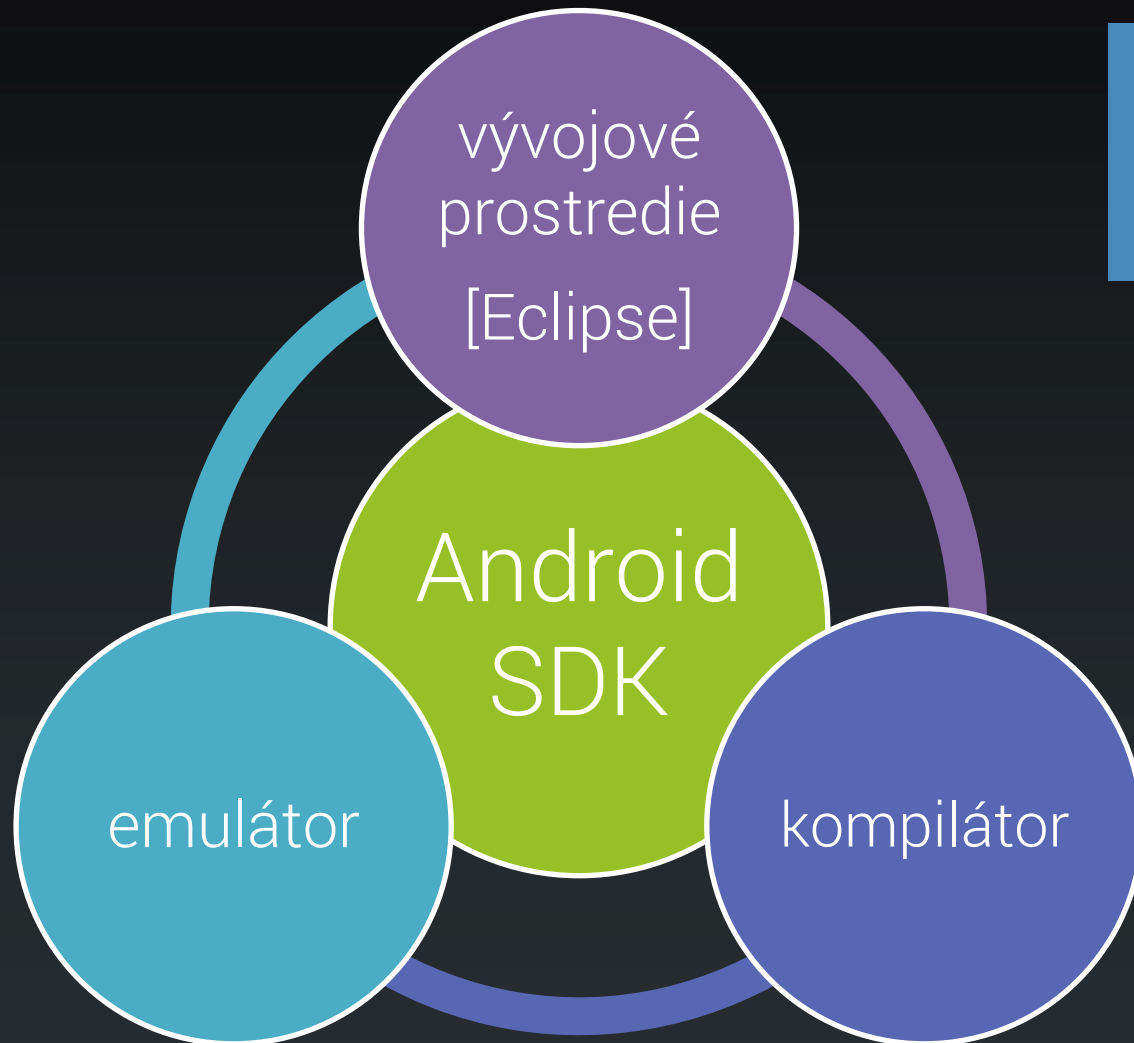 vývojové
prostredie
[Eclipse]
Android
SDK
emulátor
kompilátor